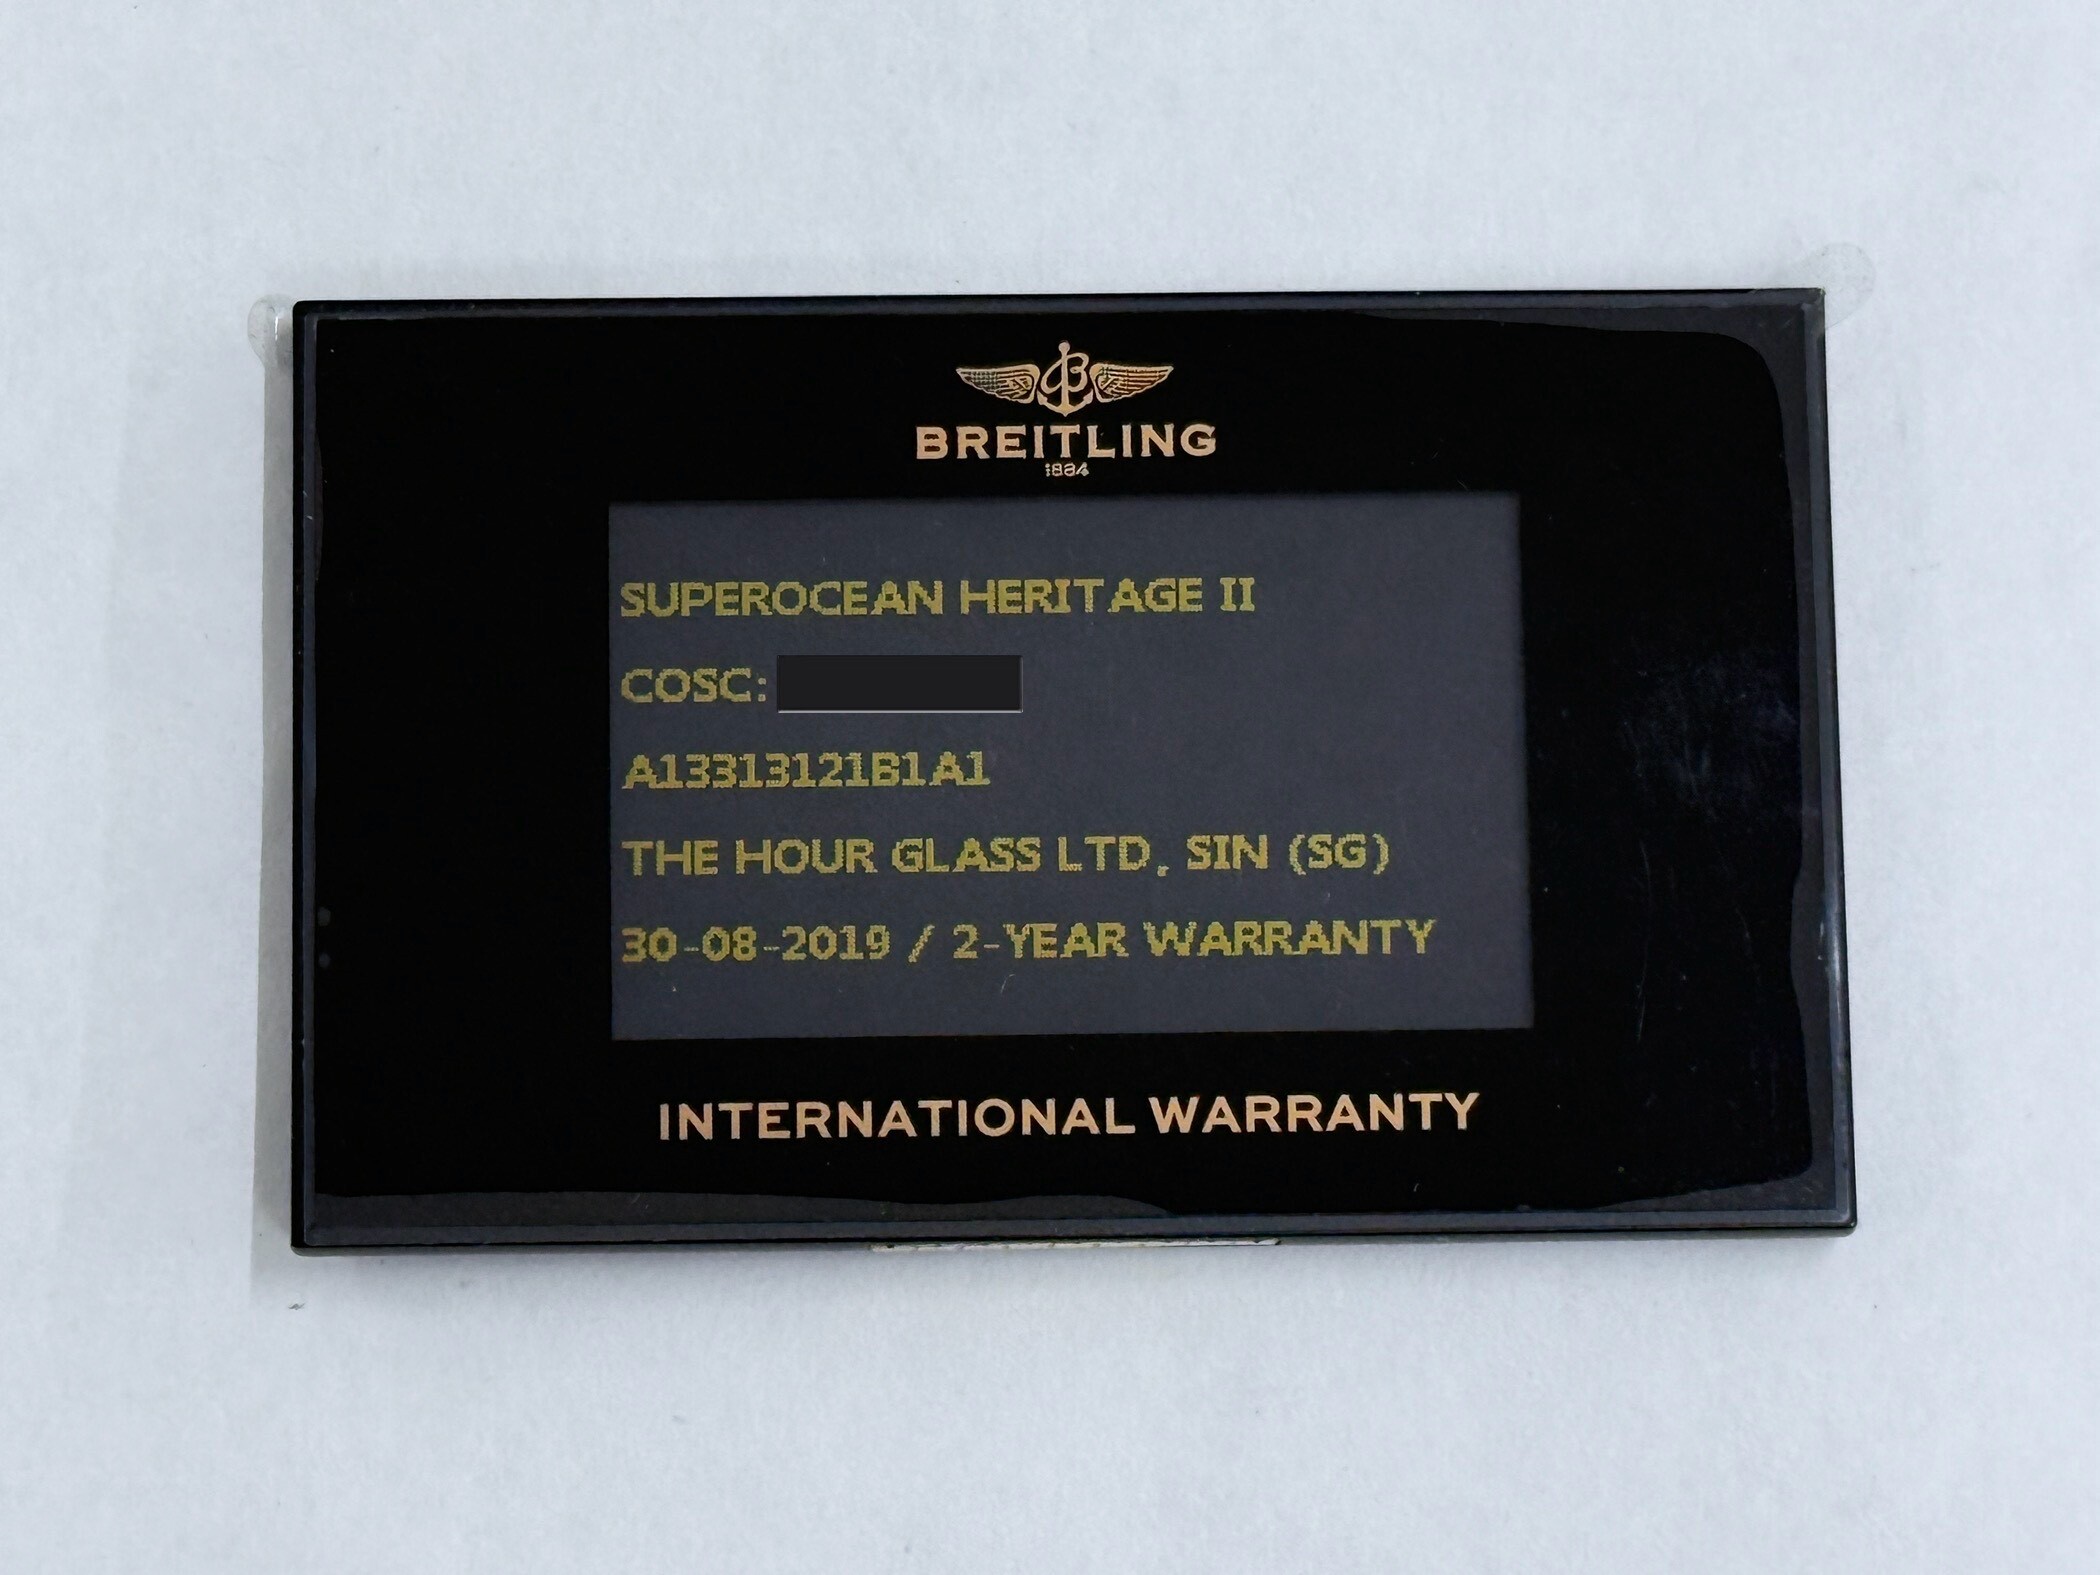 BREITLING
1884
SUPEROCEAN HERITAGE II
COSC:
A13313121B1A1
THE HOUR GLASS LTD, SIN (SG)
30-08-2019 / 2-YEAR WARRANTY
INTERNATIONAL WARRANTY